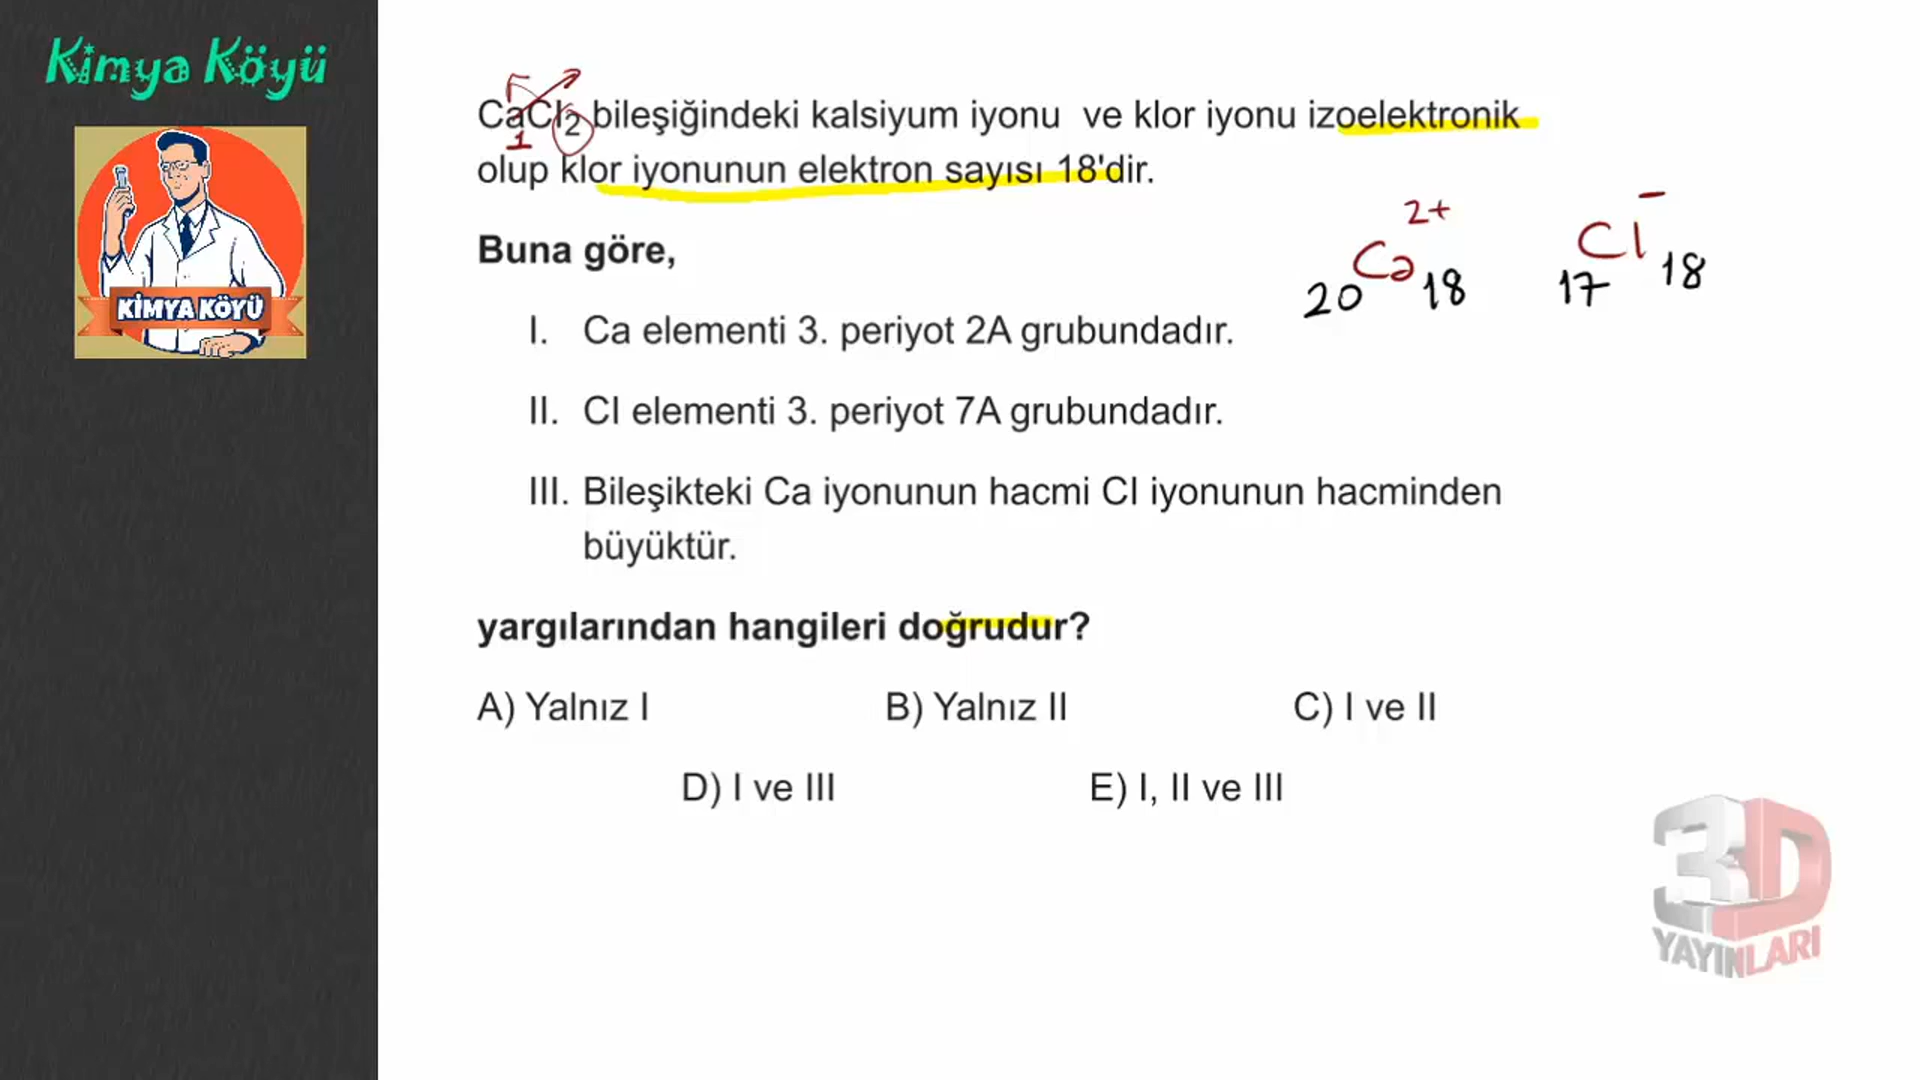 Kimya Köyü
KİMYA KÖYÜ
CaCl2 bileşiğindeki kalsiyum iyonu ve klor iyonu izoelektronik
1
olup klor iyonunun elektron sayısı 18'dir.
2+
Ca
20
18
–
Cl
17
18
Buna göre,
I. Ca elementi 3. periyot 2A grubundadır.
II. Cl elementi 3. periyot 7A grubundadır.
III. Bileşikteki Ca iyonunun hacmi Cl iyonunun hacminden
büyüktür.
yargılarından hangileri doğrudur?
A) Yalnız I B) Yalnız II C) I ve II
D) I ve III E) I, II ve III
3D
YAYINLARI